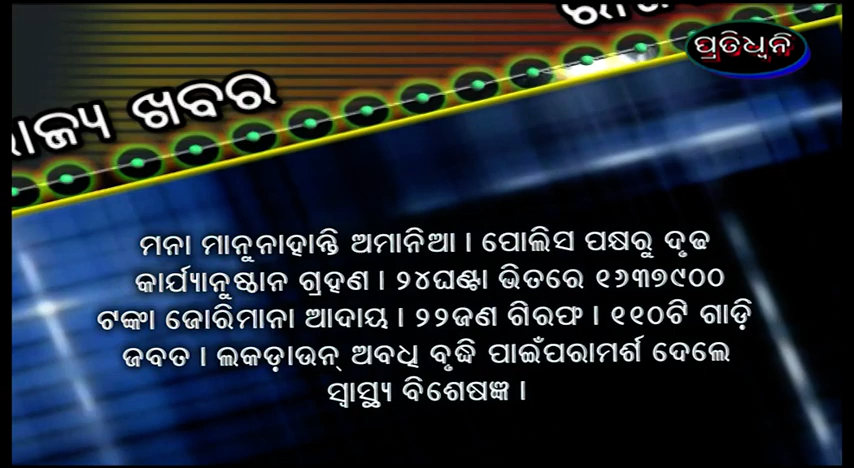 ପ୍ରତିଧ୍ୱନି
ରାଜ୍ୟ ଖବର
ମନା ମାନୁନାହାନ୍ତି ଅମାନିଆ । ପୋଲିସ ପକ୍ଷରୁ ଦୃଢ
କାର୍ଯ୍ୟାନୁଷ୍ଠାନ ଗ୍ରହଣ । ୨୪ଘଣ୍ଟା ଭିତରେ ୧୬୩୭୯୦୦
ଟଙ୍କା ଜୋରିମାନା ଆଦାୟ । ୨୨ଜଣ ଗିରଫ । ୧୧୦ଟି ଗାଡ଼ି
ଜବତ । ଲକଡ଼ାଉନ୍ ଅବଧି ବୃଦ୍ଧି ପାଇଁପରାମର୍ଶ ଦେଲେ
ସ୍ୱାସ୍ଥ୍ୟ ବିଶେଷଜ୍ଞ ।